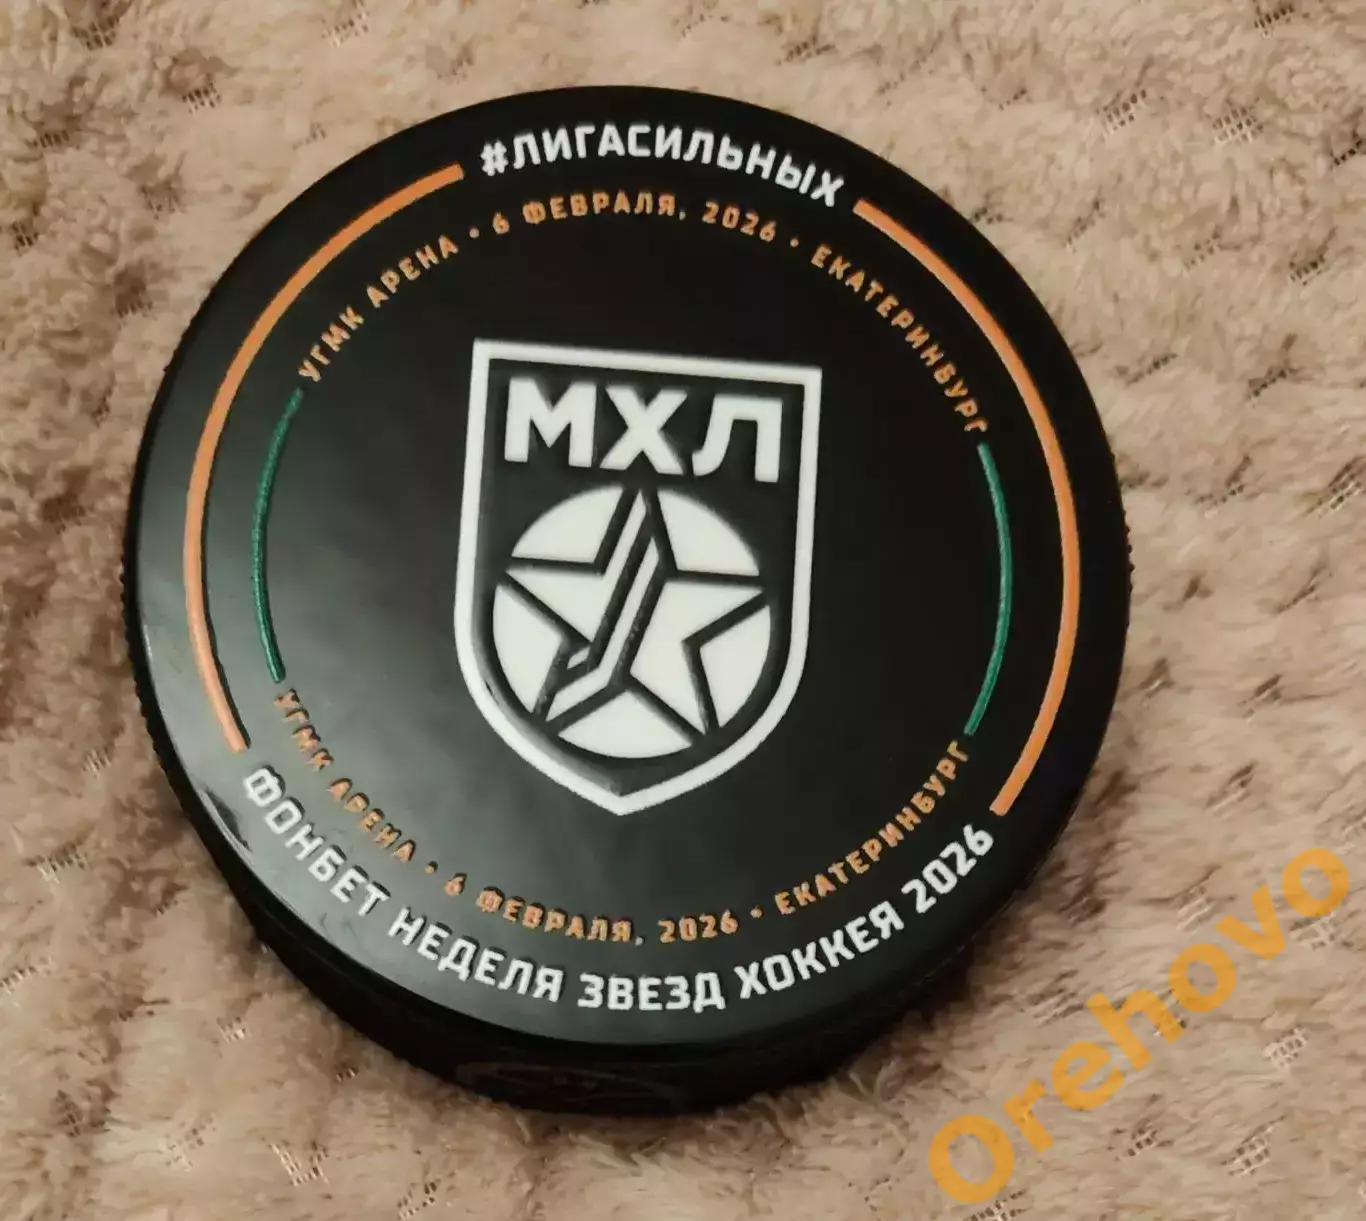 #ЛИГАСИЛЬНЫХ
УГМК АРЕНА • 6 ФЕВРАЛЯ, 2026 • ЕКАТЕРИНБУРГ
МХЛ
УГМК АРЕНА • 6 ФЕВРАЛЯ, 2026 • ЕКАТЕРИНБУРГ
ФОНБЕТ НЕДЕЛЯ ЗВЕЗД ХОККЕЯ 2026
Orehovo